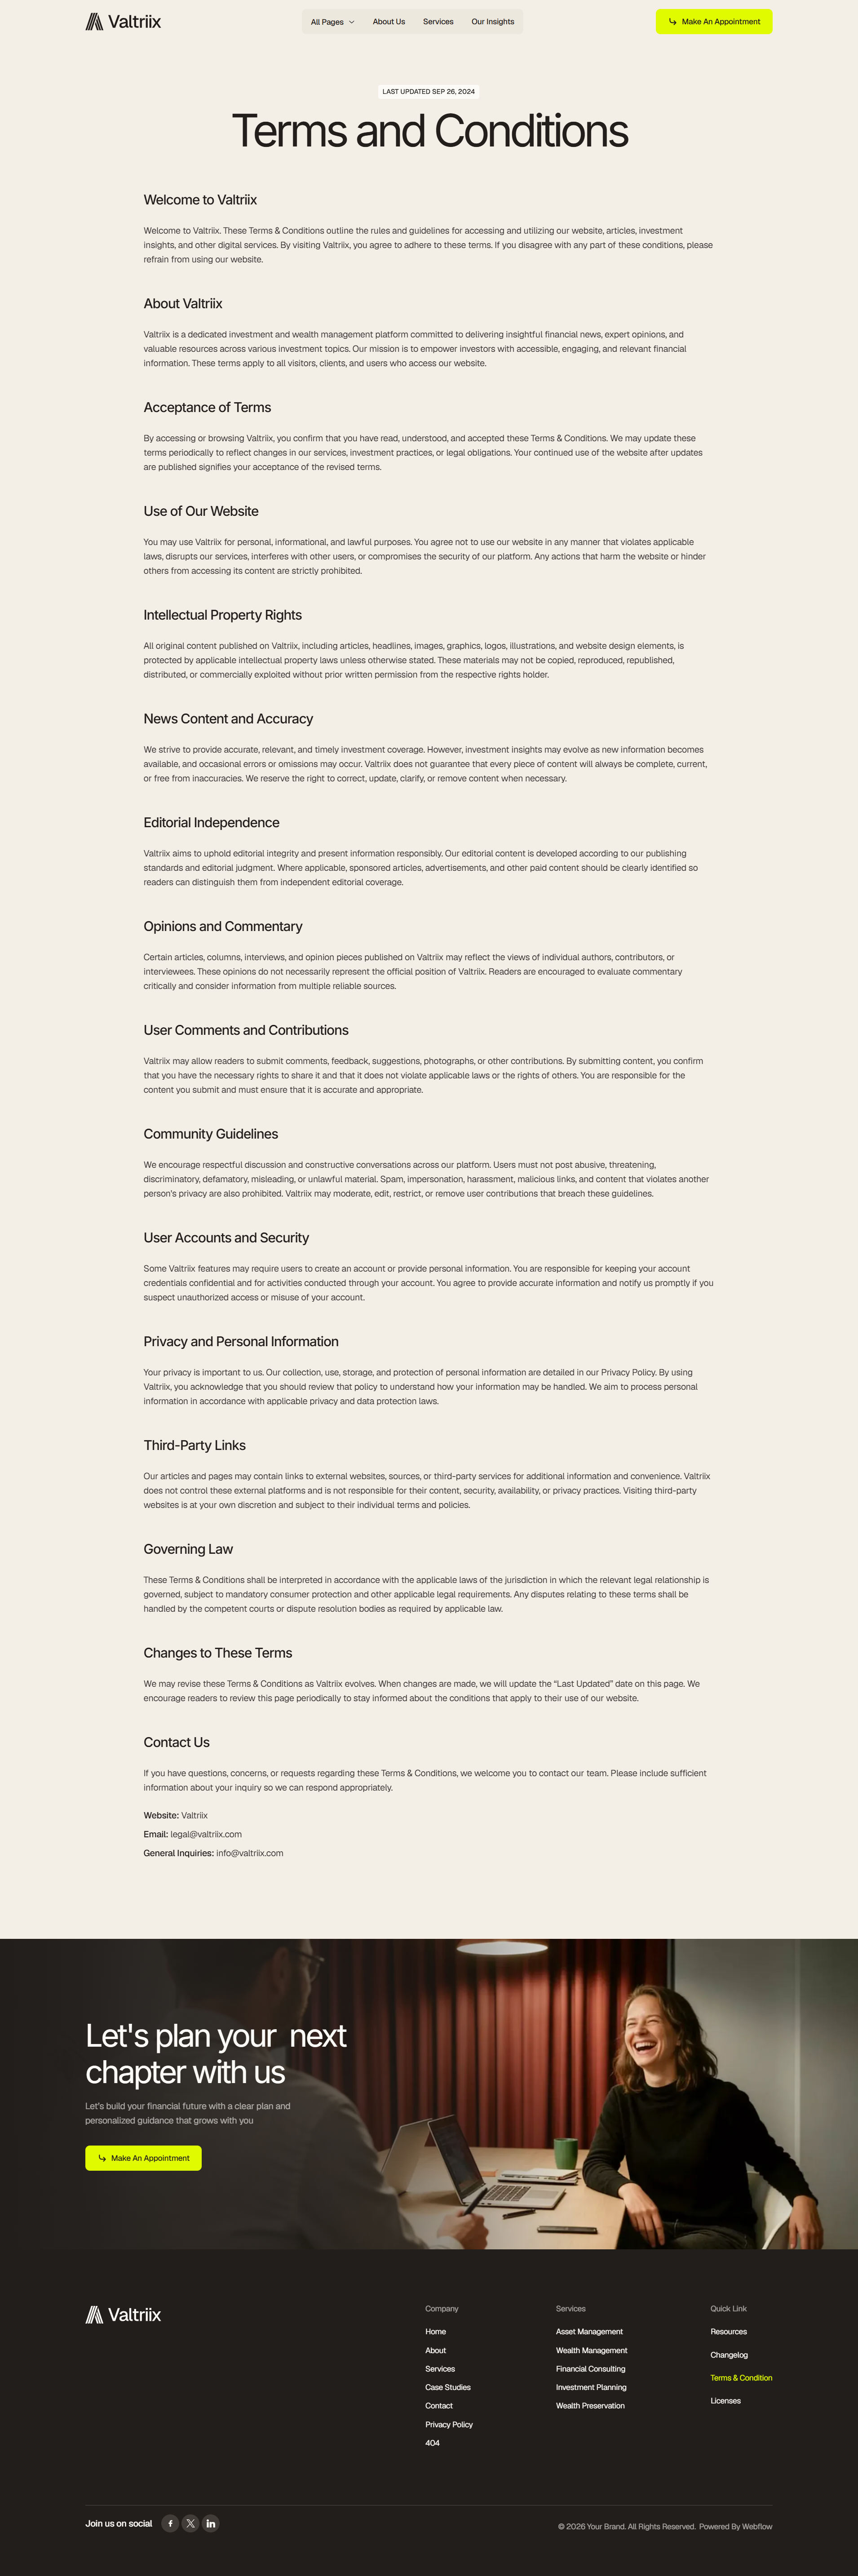 Valtriix
All Pages
About Us
Services
Our Insights
Make An Appointment
LAST UPDATED SEP 26, 2024
Terms and Conditions
Welcome to Valtriix
Welcome to Valtriix. These Terms & Conditions outline the rules and guidelines for accessing and utilizing our website, articles, investment
insights, and other digital services. By visiting Valtriix, you agree to adhere to these terms. If you disagree with any part of these conditions, please
refrain from using our website.
About Valtriix
Valtriix is a dedicated investment and wealth management platform committed to delivering insightful financial news, expert opinions, and
valuable resources across various investment topics. Our mission is to empower investors with accessible, engaging, and relevant financial
information. These terms apply to all visitors, clients, and users who access our website.
Acceptance of Terms
By accessing or browsing Valtriix, you confirm that you have read, understood, and accepted these Terms & Conditions. We may update these
terms periodically to reflect changes in our services, investment practices, or legal obligations. Your continued use of the website after updates
are published signifies your acceptance of the revised terms.
Use of Our Website
You may use Valtriix for personal, informational, and lawful purposes. You agree not to use our website in any manner that violates applicable
laws, disrupts our services, interferes with other users, or compromises the security of our platform. Any actions that harm the website or hinder
others from accessing its content are strictly prohibited.
Intellectual Property Rights
All original content published on Valtriix, including articles, headlines, images, graphics, logos, illustrations, and website design elements, is
protected by applicable intellectual property laws unless otherwise stated. These materials may not be copied, reproduced, republished,
distributed, or commercially exploited without prior written permission from the respective rights holder.
News Content and Accuracy
We strive to provide accurate, relevant, and timely investment coverage. However, investment insights may evolve as new information becomes
available, and occasional errors or omissions may occur. Valtriix does not guarantee that every piece of content will always be complete, current,
or free from inaccuracies. We reserve the right to correct, update, clarify, or remove content when necessary.
Editorial Independence
Valtriix aims to uphold editorial integrity and present information responsibly. Our editorial content is developed according to our publishing
standards and editorial judgment. Where applicable, sponsored articles, advertisements, and other paid content should be clearly identified so
readers can distinguish them from independent editorial coverage.
Opinions and Commentary
Certain articles, columns, interviews, and opinion pieces published on Valtriix may reflect the views of individual authors, contributors, or
interviewees. These opinions do not necessarily represent the official position of Valtriix. Readers are encouraged to evaluate commentary
critically and consider information from multiple reliable sources.
User Comments and Contributions
Valtriix may allow readers to submit comments, feedback, suggestions, photographs, or other contributions. By submitting content, you confirm
that you have the necessary rights to share it and that it does not violate applicable laws or the rights of others. You are responsible for the
content you submit and must ensure that it is accurate and appropriate.
Community Guidelines
We encourage respectful discussion and constructive conversations across our platform. Users must not post abusive, threatening,
discriminatory, defamatory, misleading, or unlawful material. Spam, impersonation, harassment, malicious links, and content that violates another
person's privacy are also prohibited. Valtriix may moderate, edit, restrict, or remove user contributions that breach these guidelines.
User Accounts and Security
Some Valtriix features may require users to create an account or provide personal information. You are responsible for keeping your account
credentials confidential and for activities conducted through your account. You agree to provide accurate information and notify us promptly if you
suspect unauthorized access or misuse of your account.
Privacy and Personal Information
Your privacy is important to us. Our collection, use, storage, and protection of personal information are detailed in our Privacy Policy. By using
Valtriix, you acknowledge that you should review that policy to understand how your information may be handled. We aim to process personal
information in accordance with applicable privacy and data protection laws.
Third-Party Links
Our articles and pages may contain links to external websites, sources, or third-party services for additional information and convenience. Valtriix
does not control these external platforms and is not responsible for their content, security, availability, or privacy practices. Visiting third-party
websites is at your own discretion and subject to their individual terms and policies.
Governing Law
These Terms & Conditions shall be interpreted in accordance with the applicable laws of the jurisdiction in which the relevant legal relationship is
governed, subject to mandatory consumer protection and other applicable legal requirements. Any disputes relating to these terms shall be
handled by the competent courts or dispute resolution bodies as required by applicable law.
Changes to These Terms
We may revise these Terms & Conditions as Valtriix evolves. When changes are made, we will update the “Last Updated” date on this page. We
encourage readers to review this page periodically to stay informed about the conditions that apply to their use of our website.
Contact Us
If you have questions, concerns, or requests regarding these Terms & Conditions, we welcome you to contact our team. Please include sufficient
information about your inquiry so we can respond appropriately.
Website: Valtriix
Email: legal@valtriix.com
General Inquiries: info@valtriix.com
Let's plan your next
chapter with us
Let's build your financial future with a clear plan and
personalized guidance that grows with you
Make An Appointment
Valtriix
Company
Home
About
Services
Case Studies
Contact
Privacy Policy
404
Services
Asset Management
Wealth Management
Financial Consulting
Investment Planning
Wealth Preservation
Quick Link
Resources
Changelog
Terms & Condition
Licenses
Join us on social
© 2026 Your Brand. All Rights Reserved. Powered By Webflow